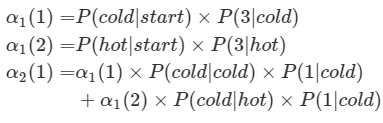 α₁(1) =P(cold|start) × P(3|cold)
α₁(2) =P(hot|start) × P(3|hot)
α₂(1) =α₁(1) × P(cold|cold) × P(1|cold)
+ α₁(2) × P(cold|hot) × P(1|cold)